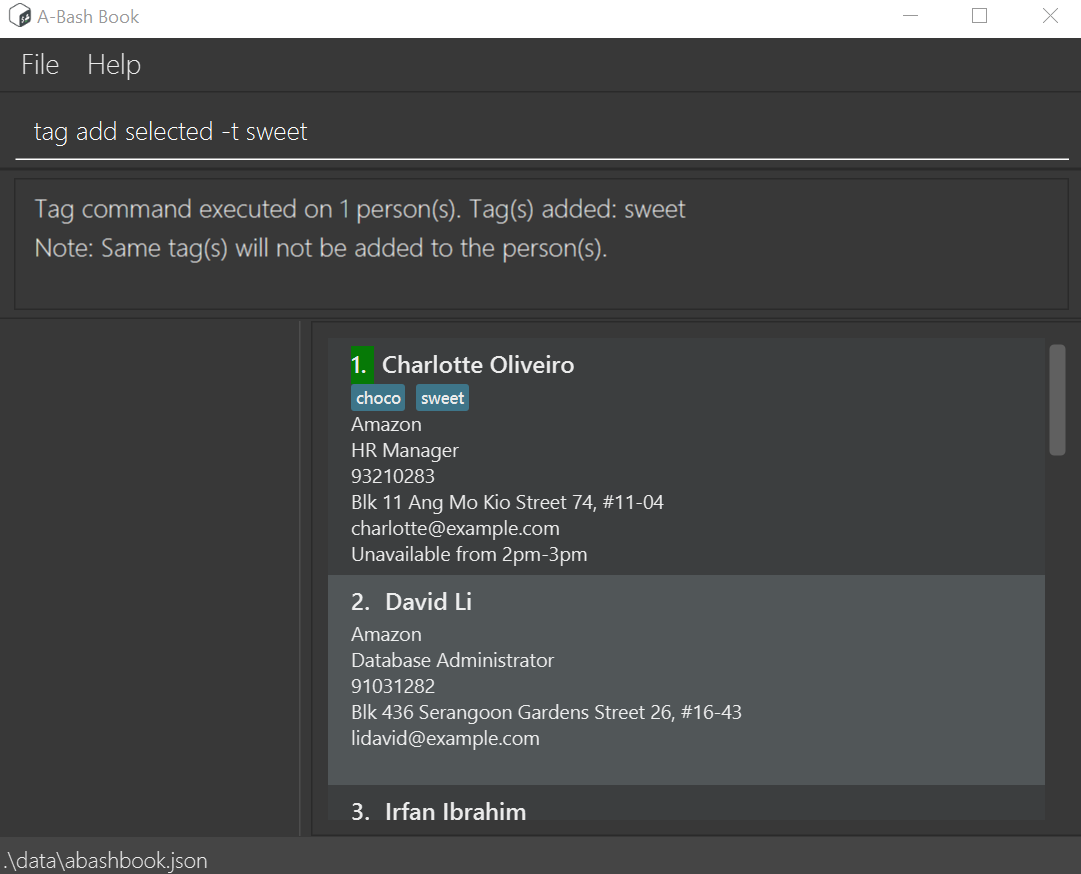 A-Bash Book
File Help
tag add selected -t sweet
Tag command executed on 1 person(s). Tag(s) added: sweet
Note: Same tag(s) will not be added to the person(s).
1. Charlotte Oliveiro
choco sweet
Amazon
HR Manager
93210283
Blk 11 Ang Mo Kio Street 74, #11-04
charlotte@example.com
Unavailable from 2pm-3pm
2. David Li
Amazon
Database Administrator
91031282
Blk 436 Serangoon Gardens Street 26, #16-43
lidavid@example.com
3. Irfan Ibrahim
.\data\abashbook.json